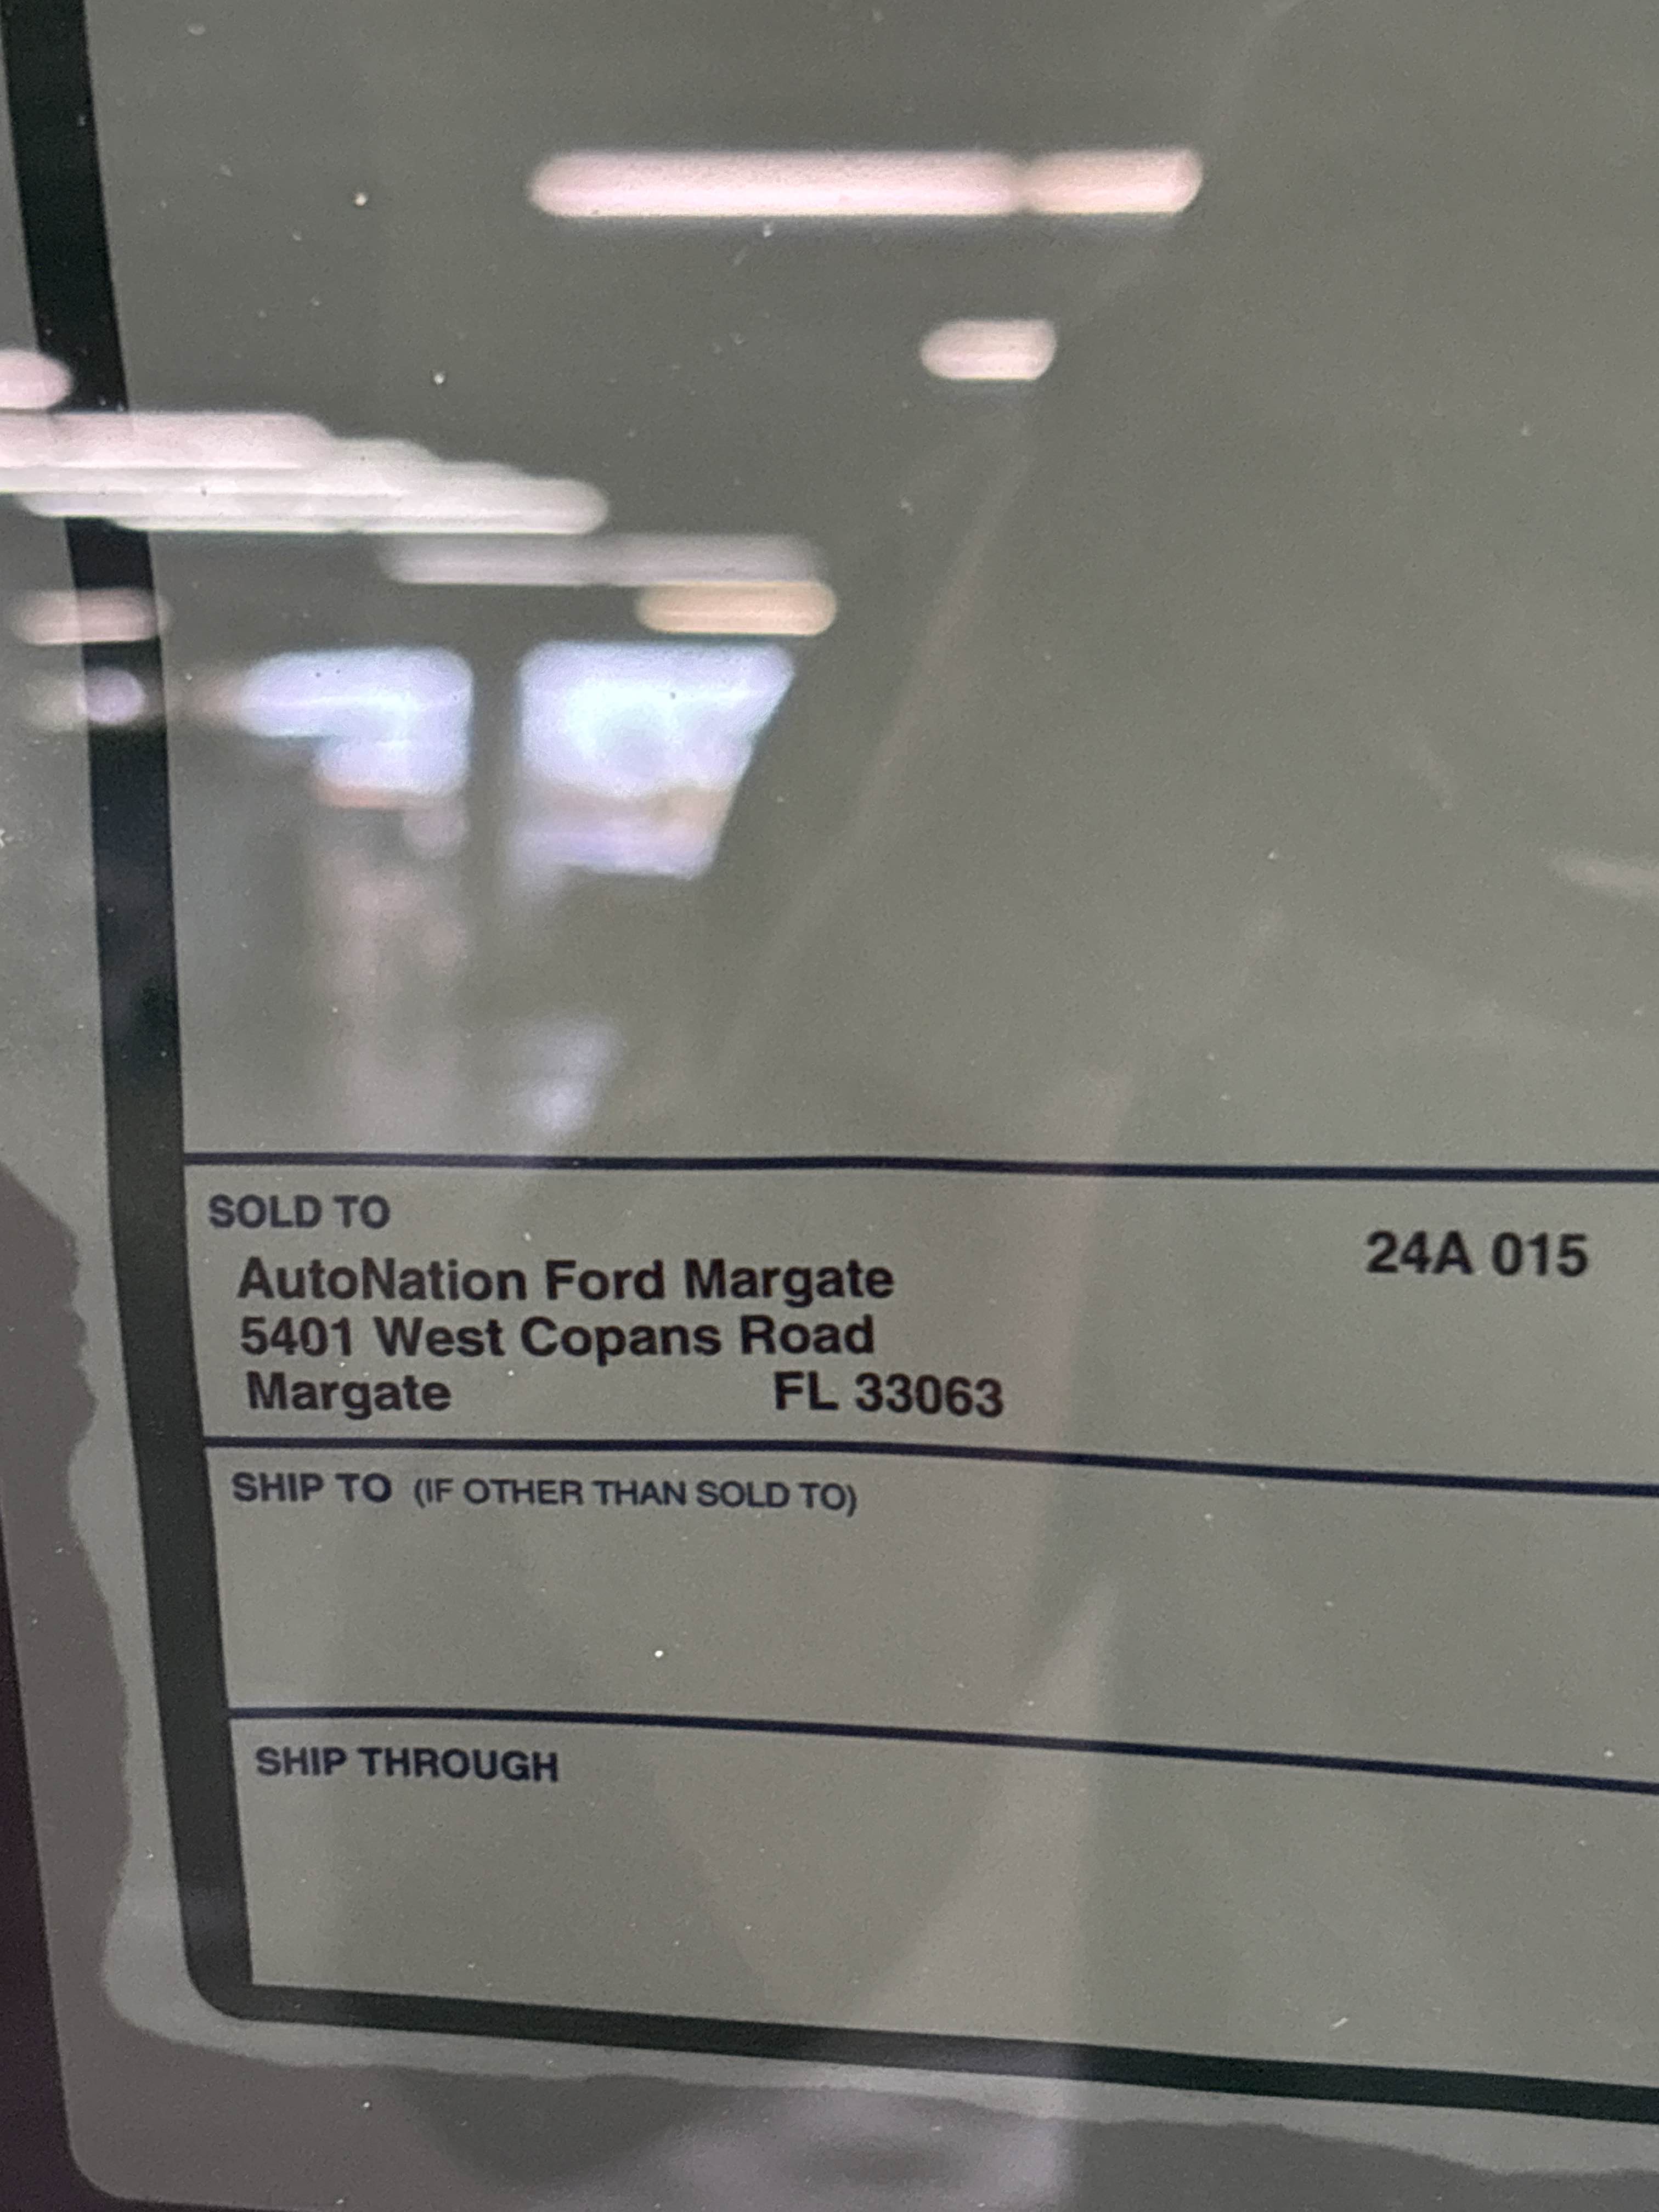 SOLD TO
AutoNation Ford Margate 24A 015
5401 West Copans Road
Margate FL 33063
SHIP TO (IF OTHER THAN SOLD TO)
SHIP THROUGH